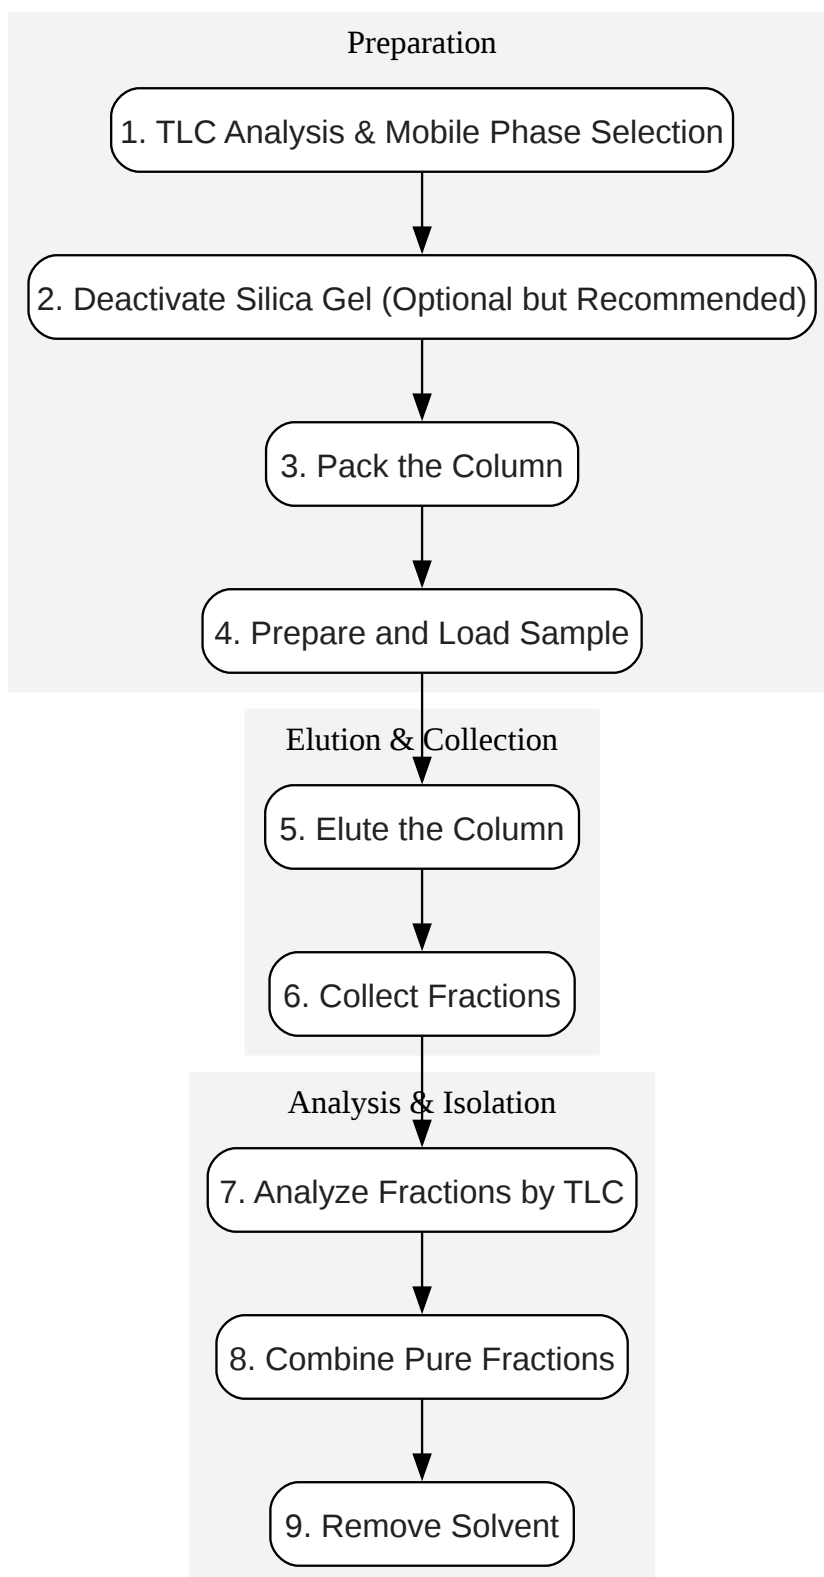 Preparation
1. TLC Analysis & Mobile Phase Selection
2. Deactivate Silica Gel (Optional but Recommended)
3. Pack the Column
4. Prepare and Load Sample
Elution & Collection
5. Elute the Column
6. Collect Fractions
Analysis & Isolation
7. Analyze Fractions by TLC
8. Combine Pure Fractions
9. Remove Solvent